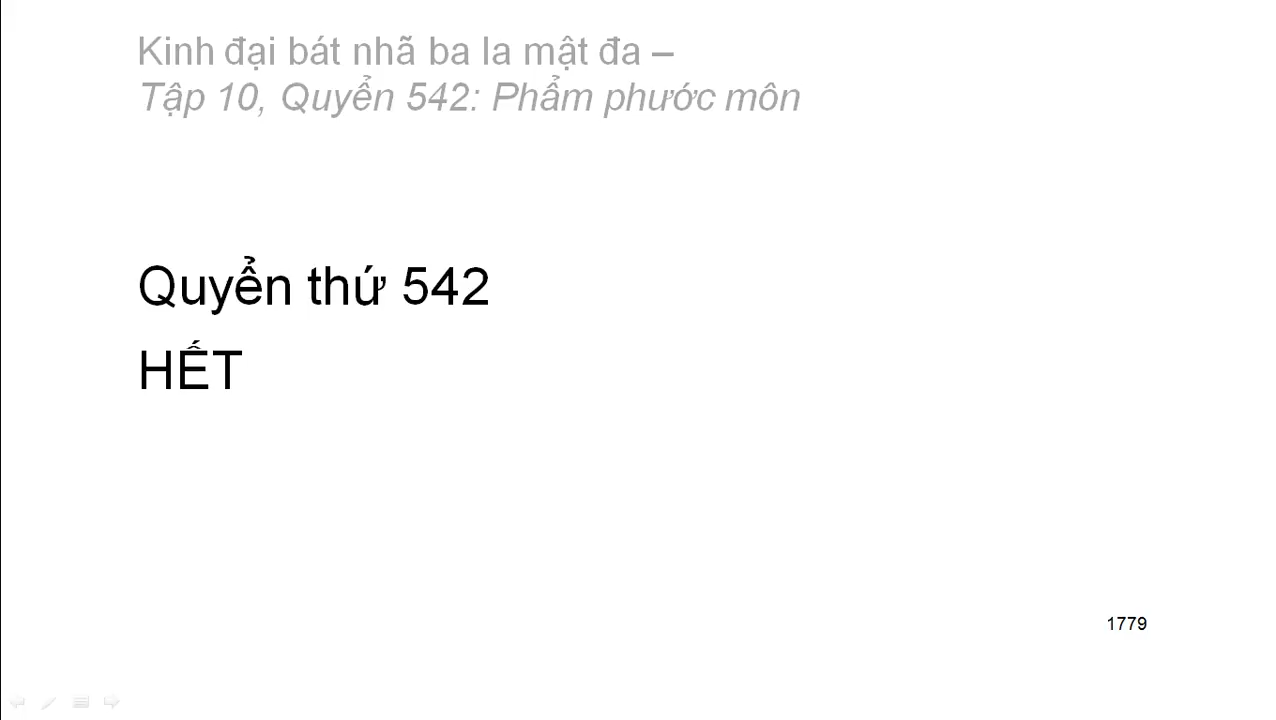 Kinh đại bát nhã ba la mật đa –
Tập 10, Quyển 542: Phẩm phước môn
Quyển thứ 542
HẾT
1779